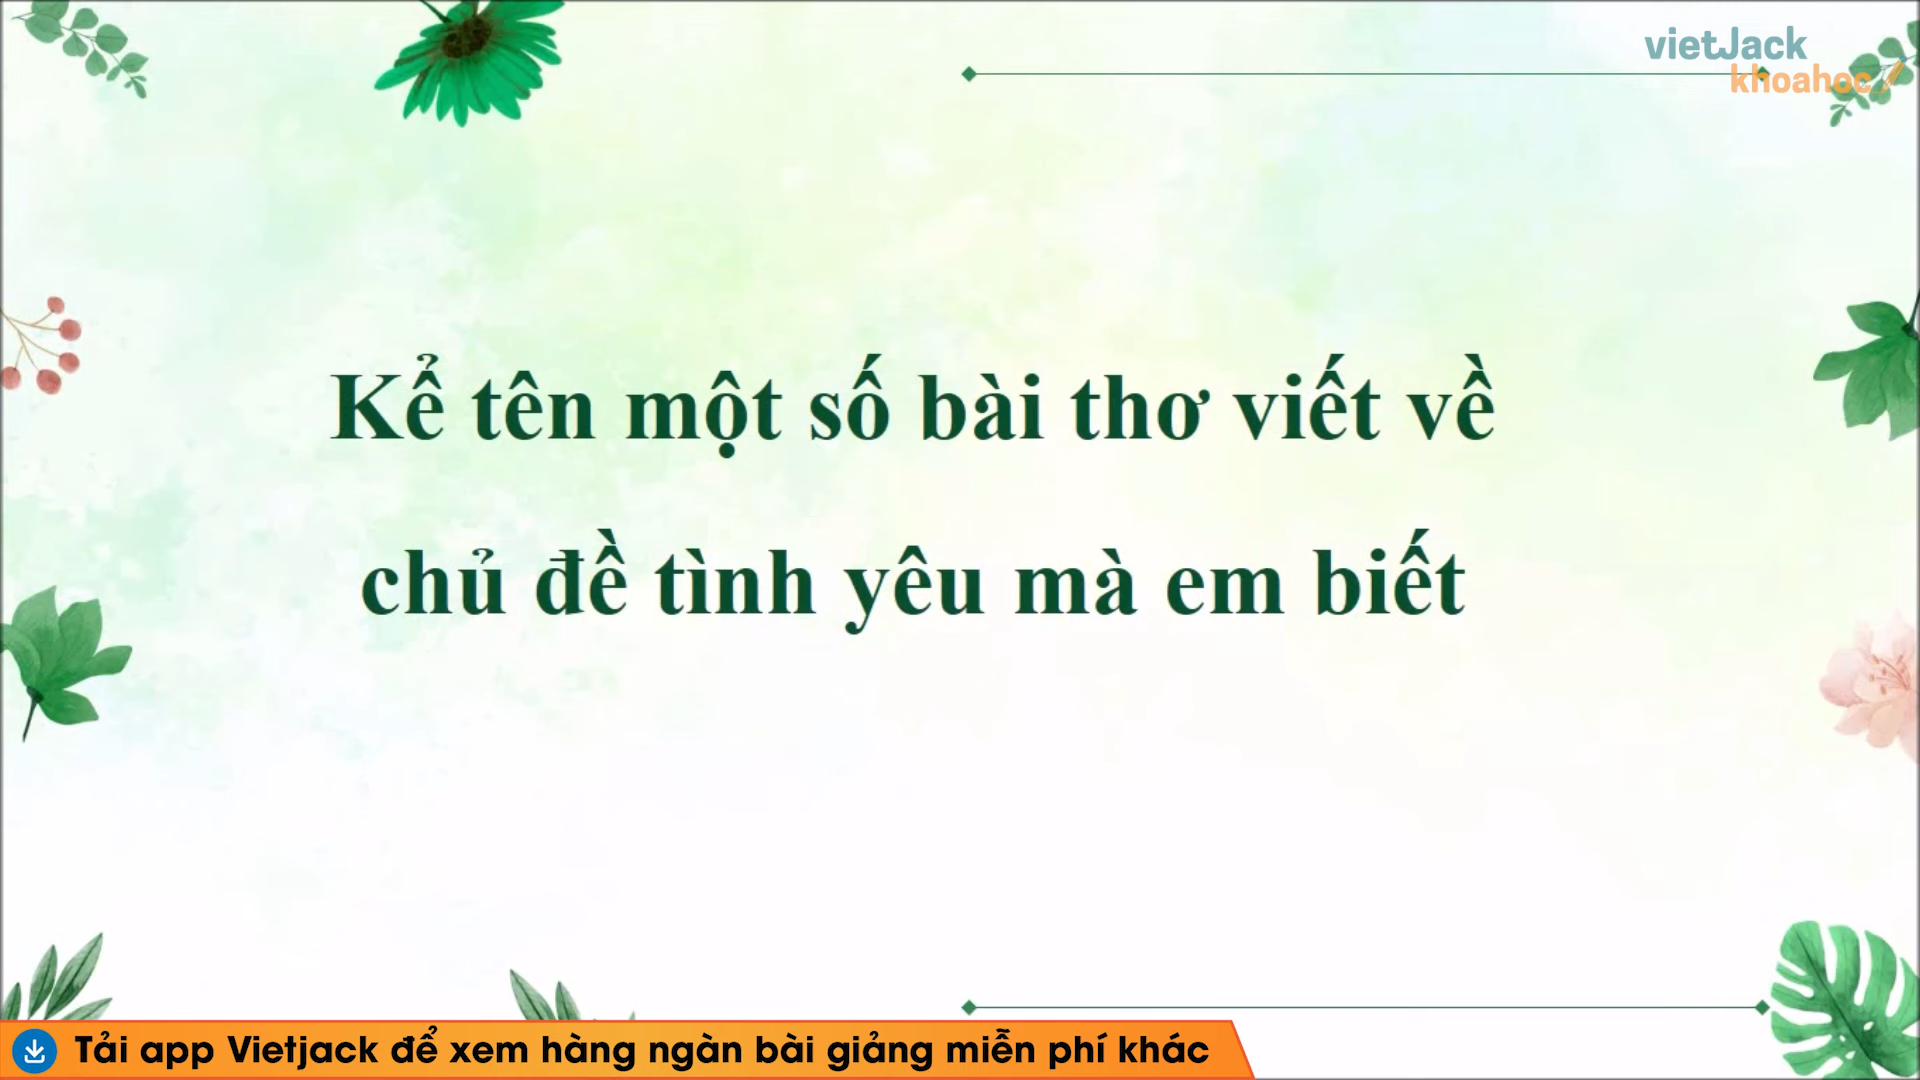 vietJack
khoahoc
Kể tên một số bài thơ viết về
chủ đề tình yêu mà em biết
Tải app Vietjack để xem hàng ngàn bài giảng miễn phí khác